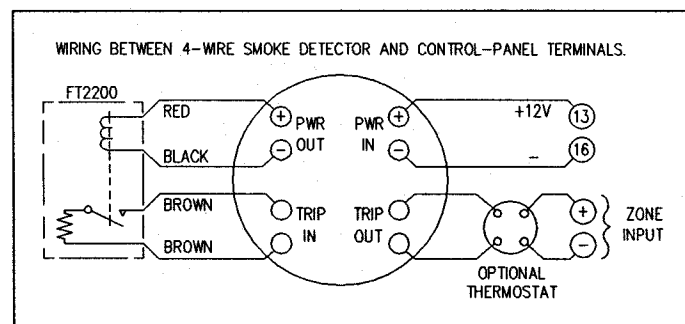 WIRING BETWEEN 4-WIRE SMOKE DETECTOR AND CONTROL-PANEL TERMINALS.
FT2200
RED
BLACK
BROWN
BROWN
+ PWR OUT
−
TRIP IN
PWR IN +
−
TRIP OUT
+12V 13
− 16
OPTIONAL THERMOSTAT
+
−
ZONE INPUT